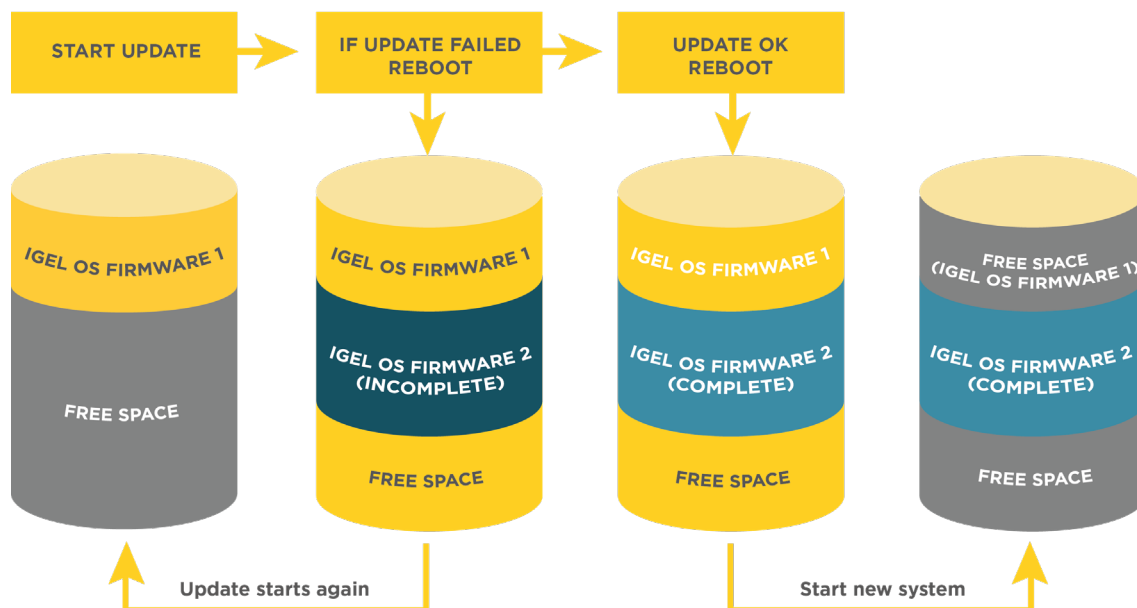 START UPDATE
IF UPDATE FAILED
REBOOT
UPDATE OK
REBOOT
IGEL OS FIRMWARE 1
FREE SPACE
IGEL OS FIRMWARE 1
IGEL OS FIRMWARE 2
(INCOMPLETE)
FREE SPACE
IGEL OS FIRMWARE 1
IGEL OS FIRMWARE 2
(COMPLETE)
FREE SPACE
FREE SPACE
(IGEL OS FIRMWARE 1)
IGEL OS FIRMWARE 2
(COMPLETE)
FREE SPACE
Update starts again
Start new system